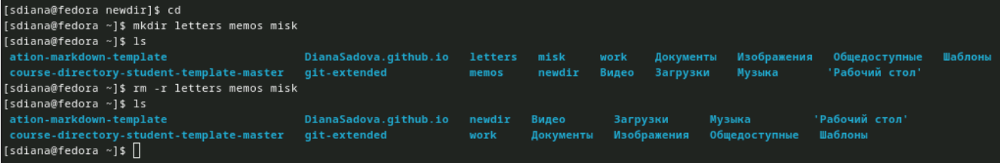 [sdiana@fedora newdir]$ cd
[sdiana@fedora ~]$ mkdir letters memos misk
[sdiana@fedora ~]$ ls
ation-markdown-template DianaSadova.github.io letters misk work Документы Изображения Общедоступные Шаблоны
course-directory-student-template-master git-extended memos newdir Видео Загрузки Музыка 'Рабочий стол'
[sdiana@fedora ~]$ rm -r letters memos misk
[sdiana@fedora ~]$ ls
ation-markdown-template DianaSadova.github.io newdir Видео Загрузки Музыка 'Рабочий стол'
course-directory-student-template-master git-extended work Документы Изображения Общедоступные Шаблоны
[sdiana@fedora ~]$